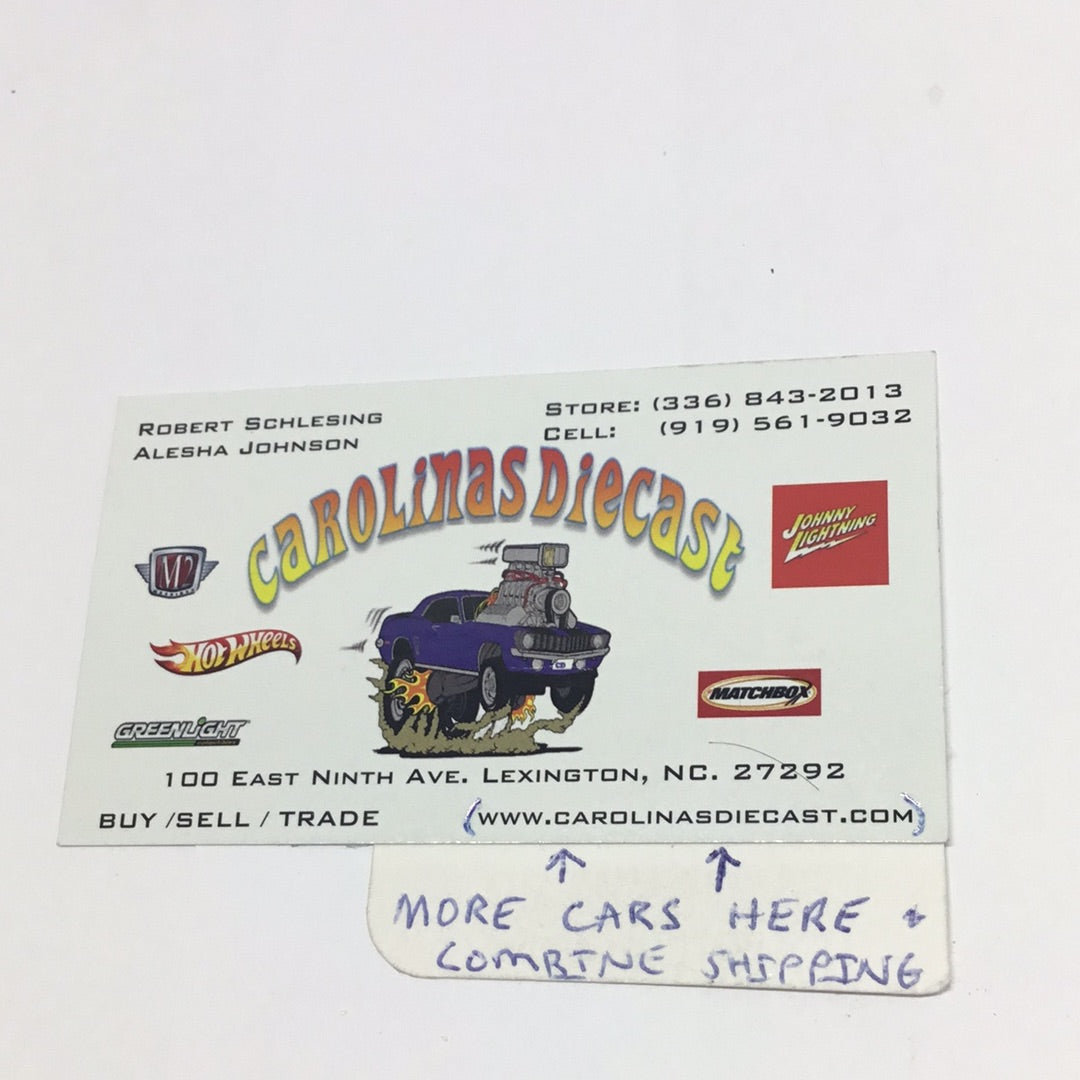 ROBERT SCHLESING
ALESHA JOHNSON
STORE: (336) 843-2013
CELL: (919) 561-9032
CAROLINAS DIECAST
JOHNNY
LIGHTNING
M2
HOT WHEELS
MATCHBOX
GREENLIGHT
100 EAST NINTH AVE. LEXINGTON, NC. 27292
BUY /SELL / TRADE (WWW.CAROLINASDIECAST.COM)
MORE CARS HERE +
COMBINE SHIPPING